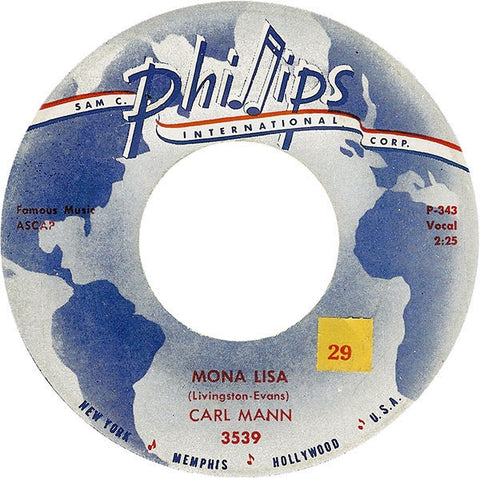 Phillips
SAM C.
INTERNATIONAL
CORP.
Famous Music
ASCAP
P-343
Vocal
2:25
29
MONA LISA
(Livingston-Evans)
CARL MANN
3539
NEW YORK ♪ MEMPHIS ♪ HOLLYWOOD ♪ U.S.A.